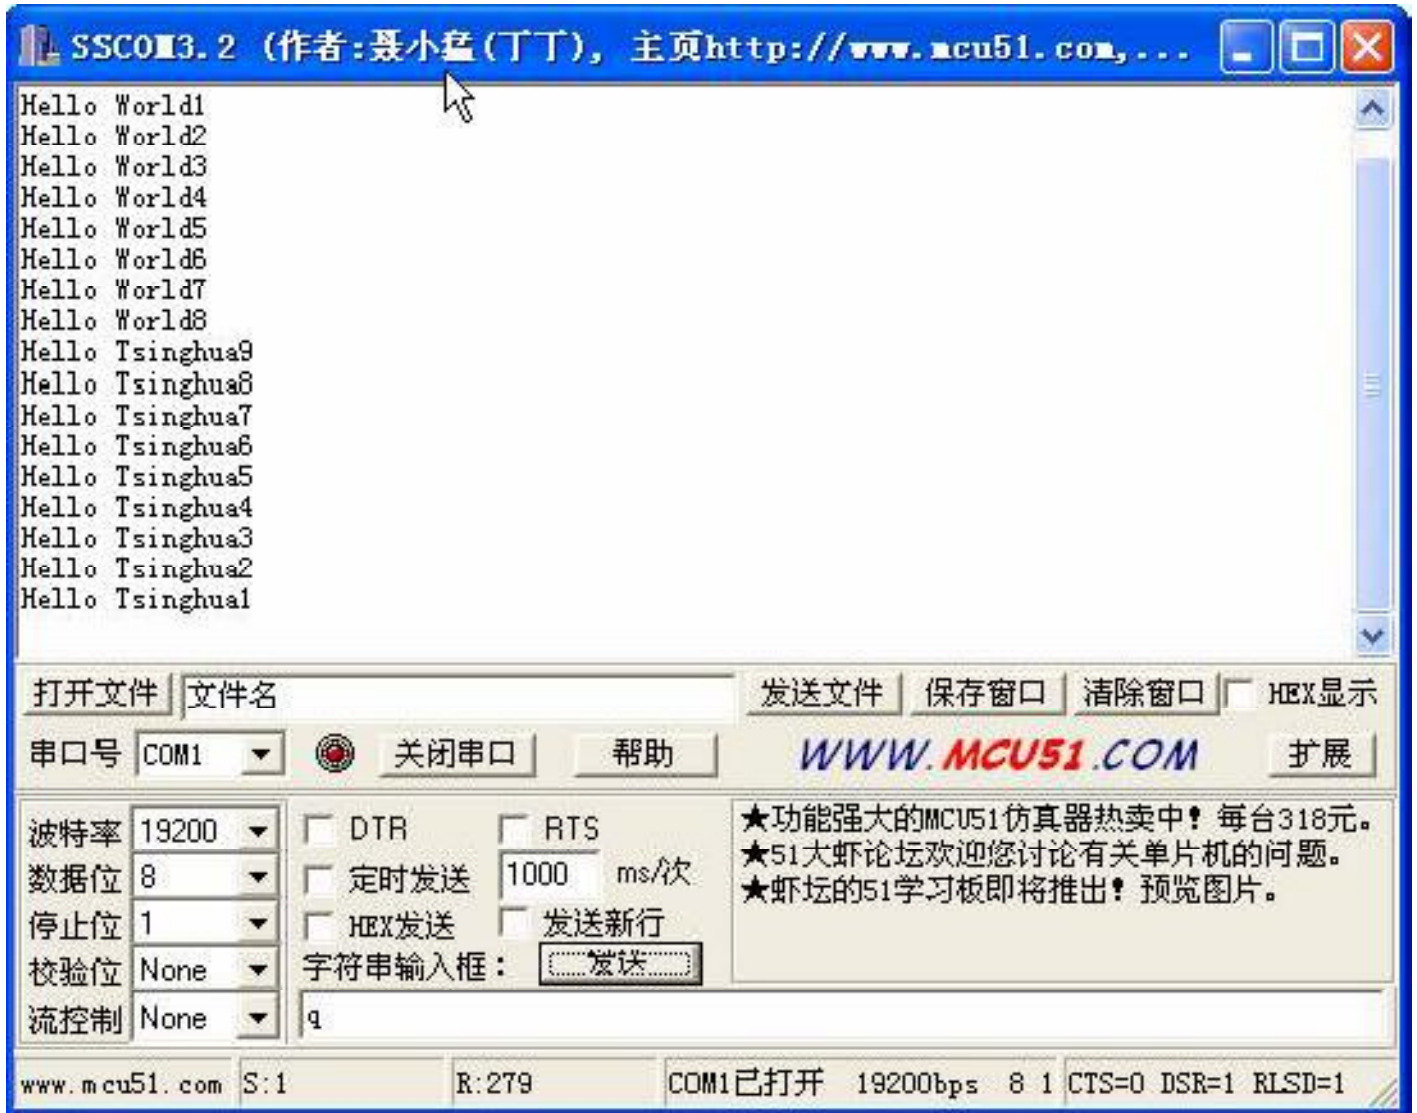 SSCOM3.2 (作者:聂小猛(丁丁), 主页http://www.mcu51.com,...
Hello World1
Hello World2
Hello World3
Hello World4
Hello World5
Hello World6
Hello World7
Hello World8
Hello Tsinghua9
Hello Tsinghua8
Hello Tsinghua7
Hello Tsinghua6
Hello Tsinghua5
Hello Tsinghua4
Hello Tsinghua3
Hello Tsinghua2
Hello Tsinghua1
打开文件 文件名 发送文件 保存窗口 清除窗口 HEX显示
串口号 COM1 关闭串口 帮助 WWW.MCU51.COM 扩展
波特率 19200 DTR RTS
数据位 8 定时发送 1000 ms/次
停止位 1 HEX发送 发送新行
校验位 None 字符串输入框: 发送
流控制 None q
★功能强大的MCU51仿真器热卖中! 每台318元。
★51大虾论坛欢迎您讨论有关单片机的问题。
★虾坛的51学习板即将推出! 预览图片。
www.mcu51.com S:1 R:279 COM1已打开 19200bps 8 1 CTS=0 DSR=1 RLSD=1